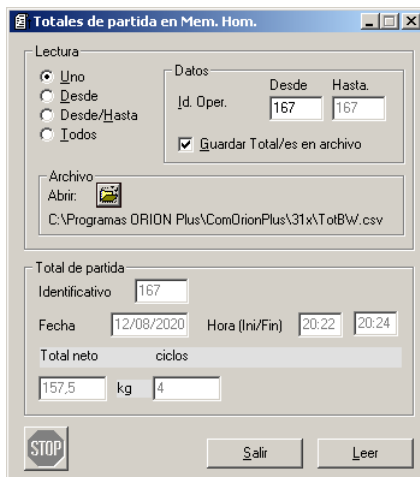 Totales de partida en Mem. Hom.
Lectura
Uno
Desde
Desde/Hasta
Todos
Datos
Desde Hasta.
Id. Oper. 167 167
Guardar Total/es en archivo
Archivo
Abrir:
C:\Programas ORION Plus\ComOrionPlus\31x\TotBW.csv
Total de partida
Identificativo 167
Fecha 12/08/2020 Hora (Ini/Fin) 20:22 20:24
Total neto ciclos
157,5 kg 4
STOP Salir Leer